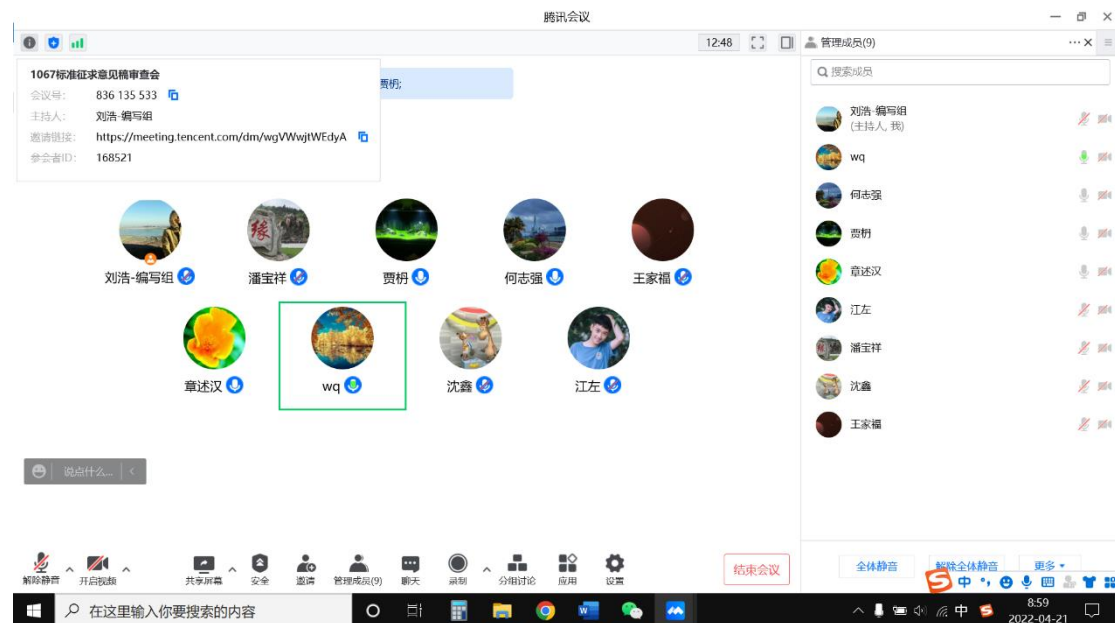 腾讯会议
12:48
管理成员(9)
1067标准征求意见稿审查会
会议号: 836 135 533
主持人: 刘浩-编写组
邀请链接: https://meeting.tencent.com/dm/wgVWwjtWEdyA
参会者ID: 168521
贾枬;
搜索成员
刘浩-编写组
(主持人, 我)
wq
何志强
贾枬
章述汉
江左
潘宝祥
沈鑫
王家福
刘浩-编写组 潘宝祥 贾枬 何志强 王家福
缘
章述汉 wq 沈鑫 江左
说点什么...
解除静音 开启视频 共享屏幕 安全 邀请 管理成员(9) 聊天 录制 分组讨论 应用 设置
结束会议
全体静音 解除全体静音 更多
S 中
在这里输入你要搜索的内容
W
中 S
8:59
2022-04-21